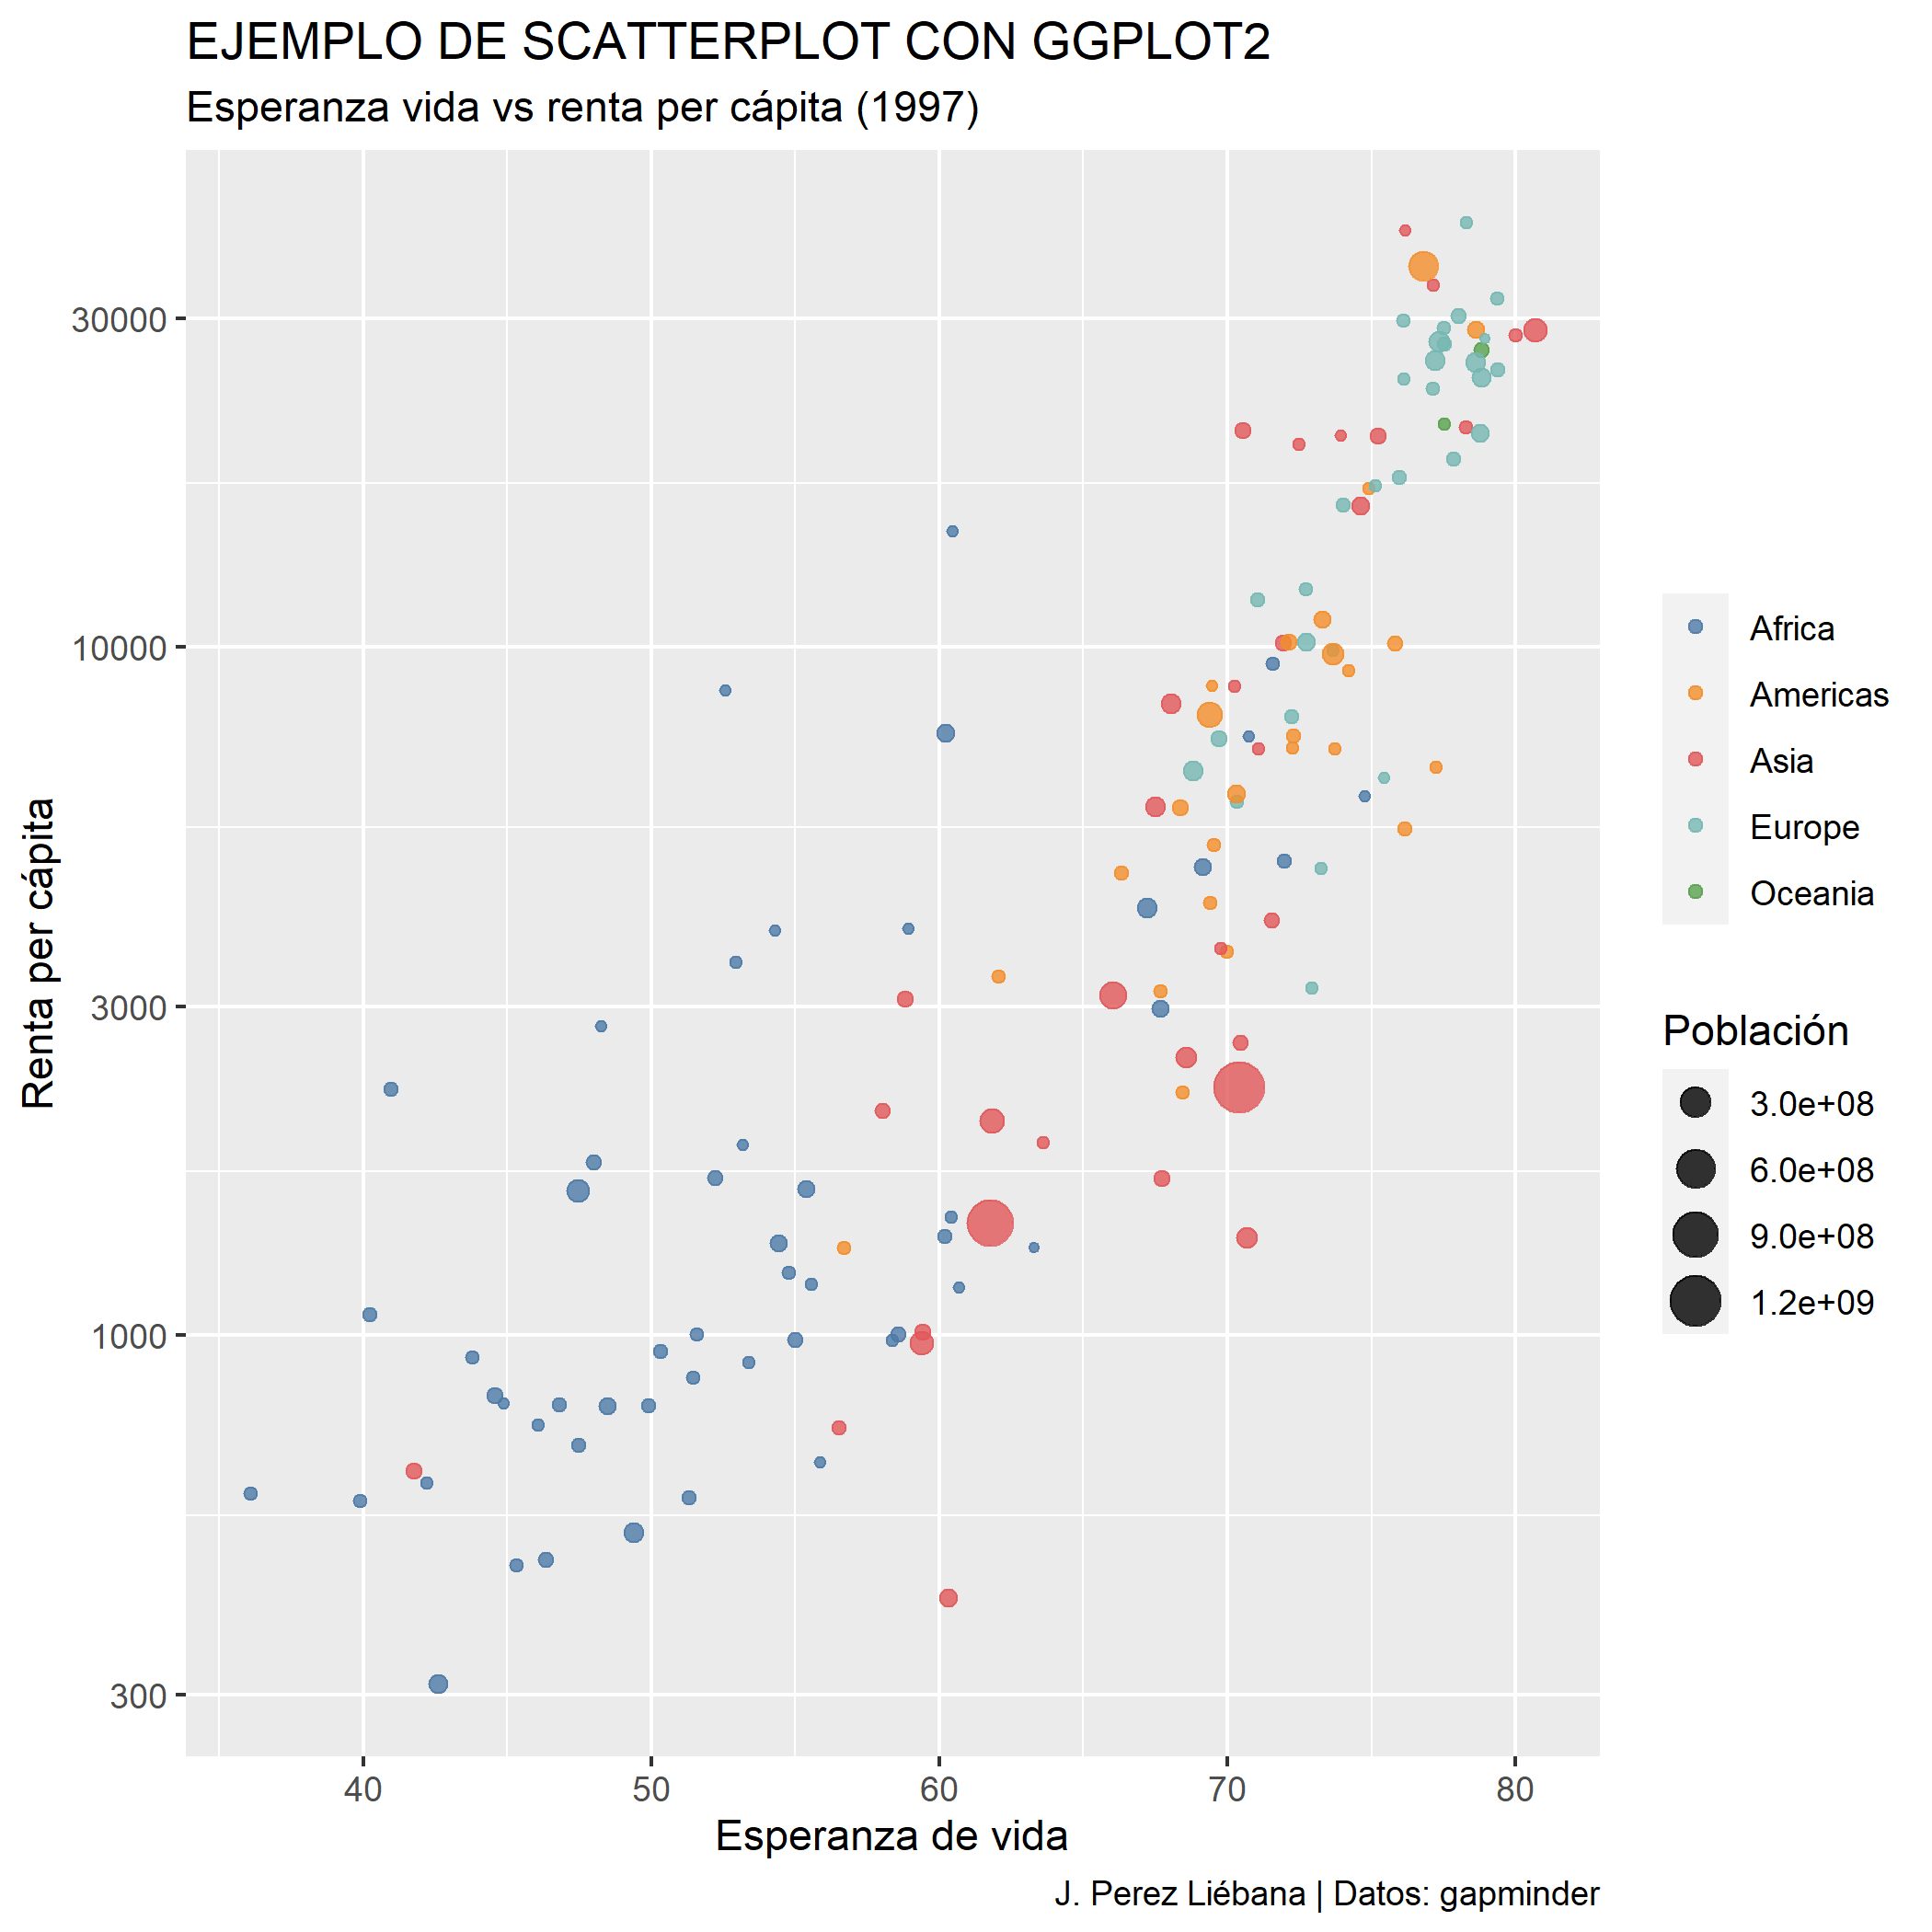 EJEMPLO DE SCATTERPLOT CON GGPLOT2
Esperanza vida vs renta per cápita (1997)
30000
10000
3000
1000
300
Renta per cápita
40 50 60 70 80
Esperanza de vida
Africa
Americas
Asia
Europe
Oceania
Población
3.0e+08
6.0e+08
9.0e+08
1.2e+09
J. Perez Liébana | Datos: gapminder